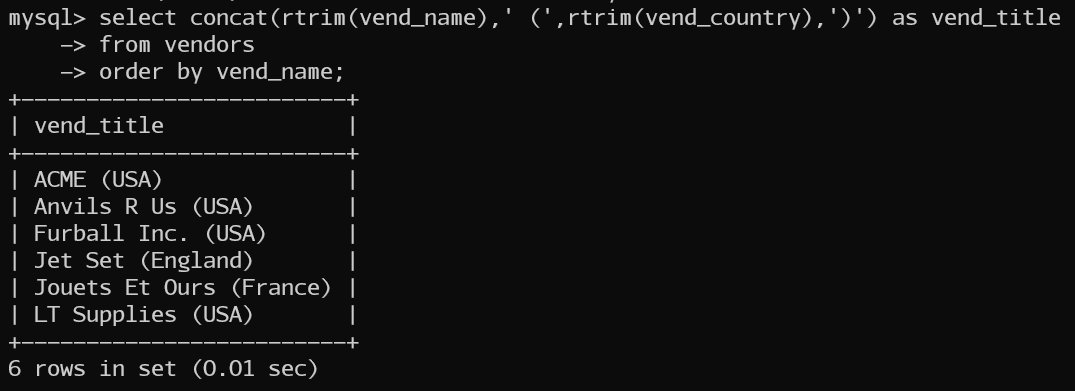 mysql> select concat(rtrim(vend_name),' (',rtrim(vend_country),')') as vend_title
    -> from vendors
    -> order by vend_name;
+------------------------+
| vend_title             |
+------------------------+
| ACME (USA)             |
| Anvils R Us (USA)      |
| Furball Inc. (USA)     |
| Jet Set (England)      |
| Jouets Et Ours (France) |
| LT Supplies (USA)      |
+------------------------+
6 rows in set (0.01 sec)